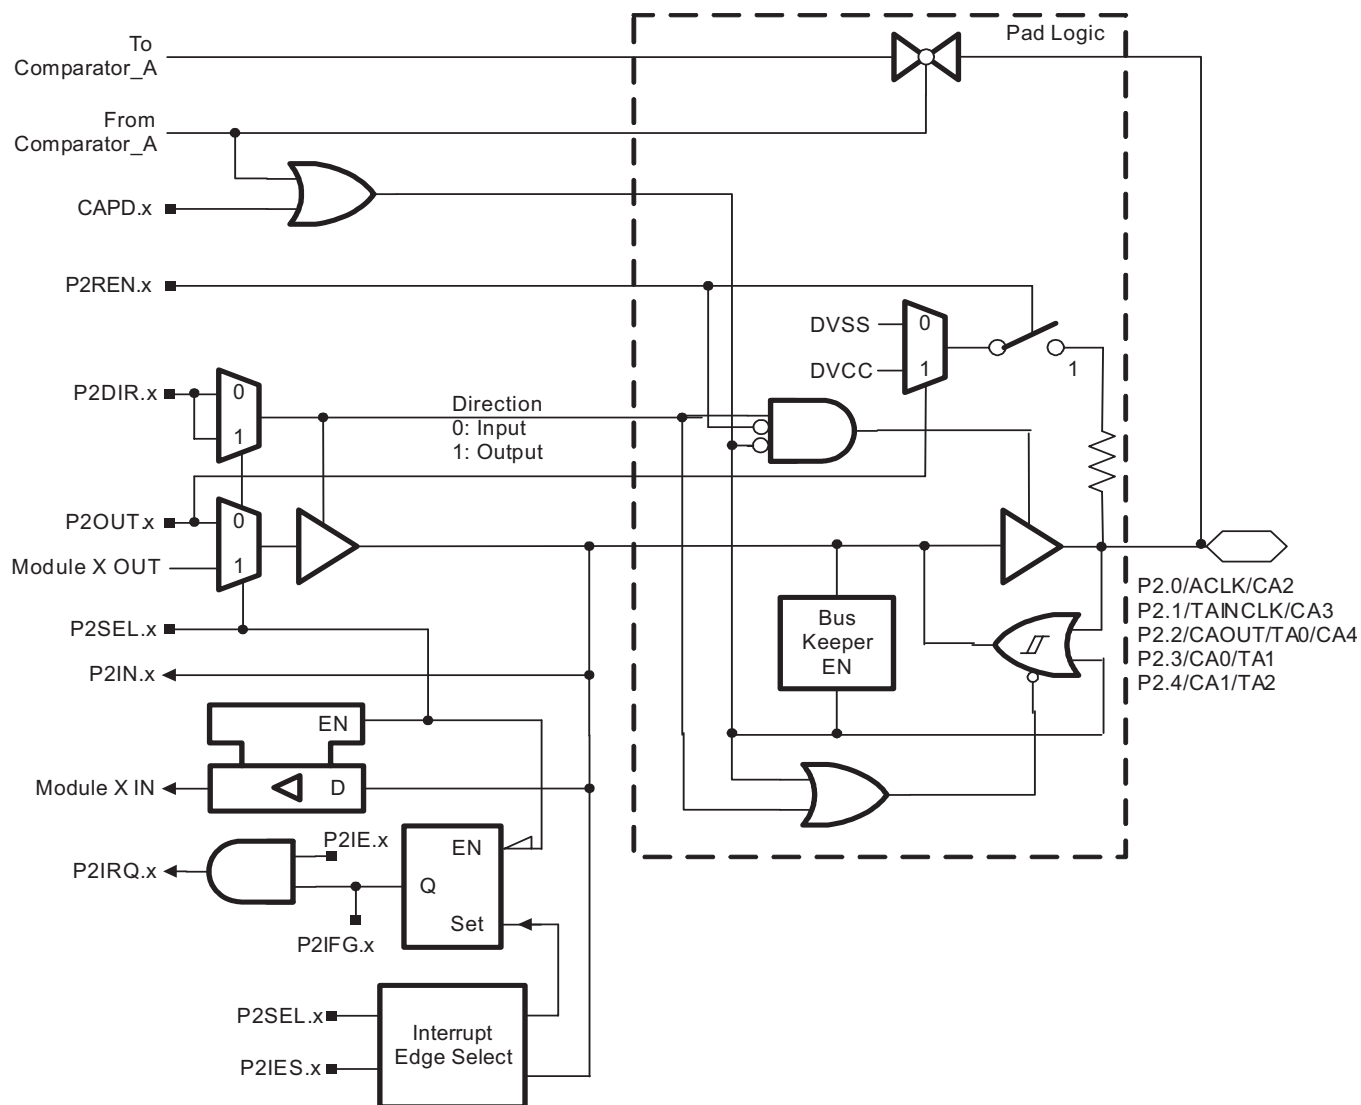 Pad Logic
To
Comparator_A
From
Comparator_A
CAPD.x
P2REN.x
DVSS
0
DVCC
1
1
P2DIR.x
0
1
Direction
0: Input
1: Output
P2OUT.x
0
Module X OUT
1
P2SEL.x
P2IN.x
Bus
Keeper
EN
P2.0/ACLK/CA2
P2.1/TAINCLK/CA3
P2.2/CAOUT/TA0/CA4
P2.3/CA0/TA1
P2.4/CA1/TA2
EN
Module X IN
D
P2IE.x
EN
P2IRQ.x
Q
Set
P2IFG.x
P2SEL.x
Interrupt
Edge Select
P2IES.x